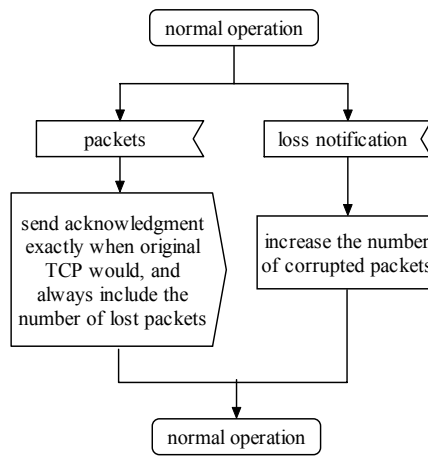 normal operation
packets
loss notification
send acknowledgment
exactly when original
TCP would, and
always include the
number of lost packets
increase the number
of corrupted packets
normal operation